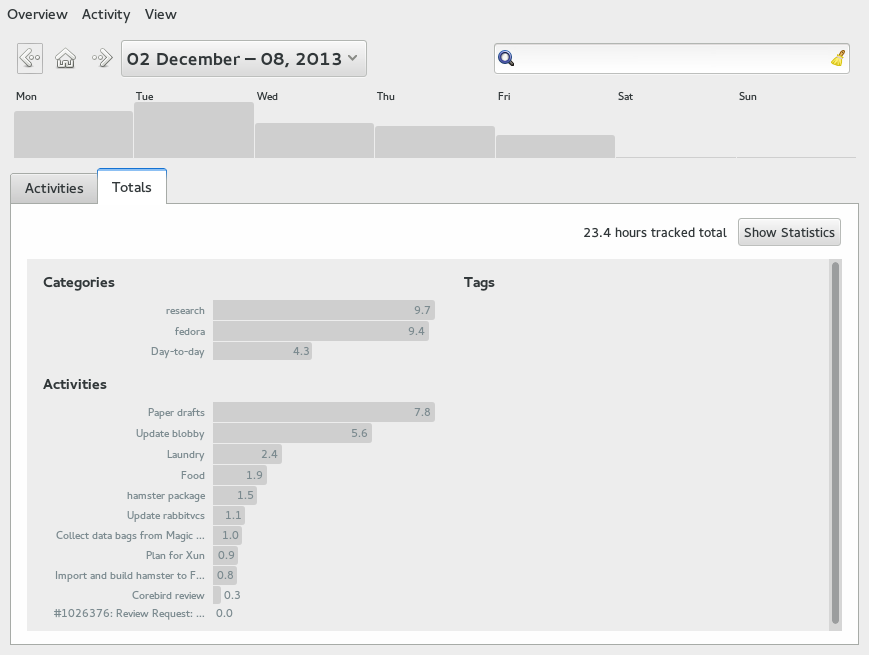 Overview Activity View
02 December – 08, 2013
Mon Tue Wed Thu Fri Sat Sun
Activities Totals
23.4 hours tracked total Show Statistics
Categories Tags
research 9.7
fedora 9.4
Day-to-day 4.3
Activities
Paper drafts 7.8
Update blobby 5.6
Laundry 2.4
Food 1.9
hamster package 1.5
Update rabbitvcs 1.1
Collect data bags from Magic ... 1.0
Plan for Xun 0.9
Import and build hamster to F... 0.8
Corebird review 0.3
#1026376: Review Request: ... 0.0